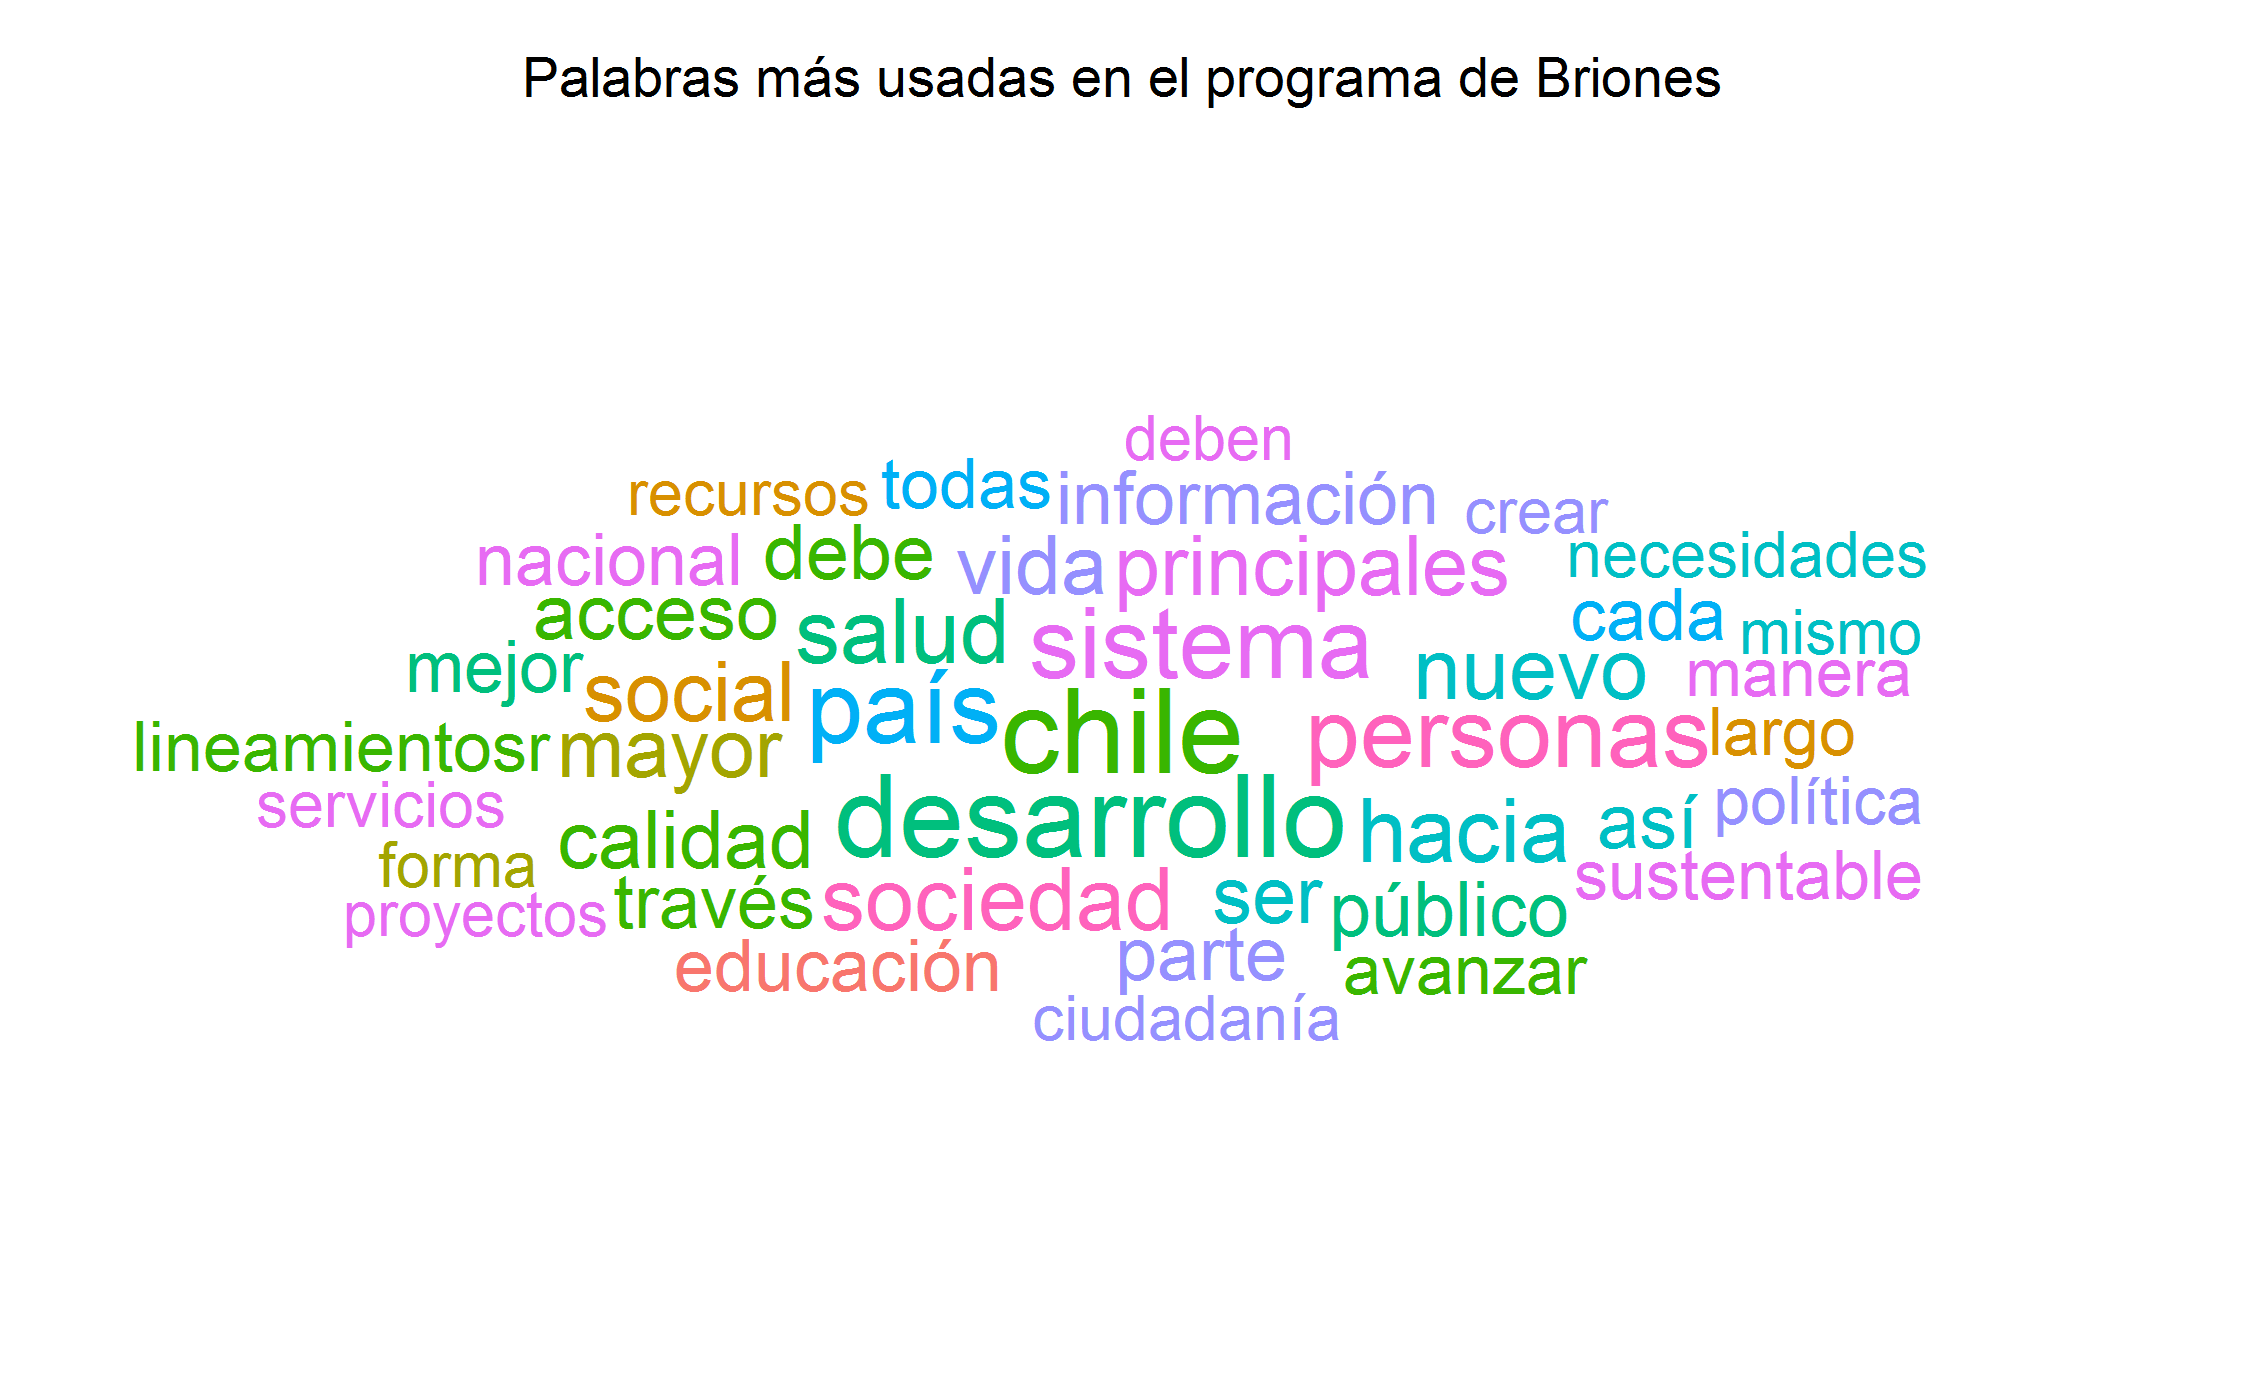 Palabras más usadas en el programa de Briones
deben
recursos todas información crear
nacional debe vida principales necesidades
acceso salud sistema cada mismo
mejor social país nuevo manera
lineamientosr mayor chile personas largo
servicios calidad desarrollo hacia así política
forma través sociedad ser público sustentable
proyectos educación parte avanzar
ciudadanía